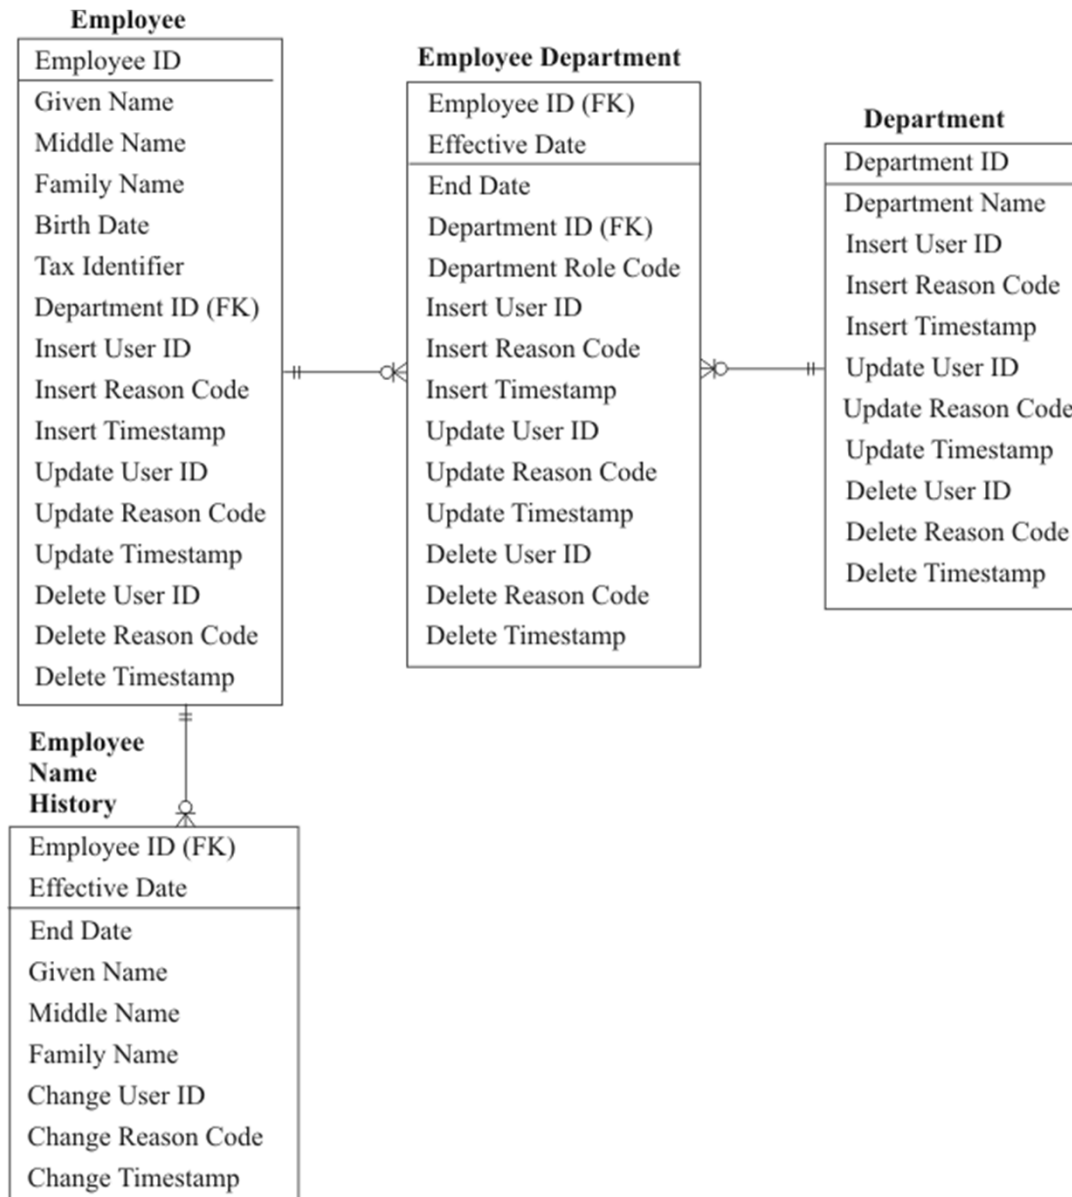 Employee
Employee ID
Given Name
Middle Name
Family Name
Birth Date
Tax Identifier
Department ID (FK)
Insert User ID
Insert Reason Code
Insert Timestamp
Update User ID
Update Reason Code
Update Timestamp
Delete User ID
Delete Reason Code
Delete Timestamp
Employee Department
Employee ID (FK)
Effective Date
End Date
Department ID (FK)
Department Role Code
Insert User ID
Insert Reason Code
Insert Timestamp
Update User ID
Update Reason Code
Update Timestamp
Delete User ID
Delete Reason Code
Delete Timestamp
Department
Department ID
Department Name
Insert User ID
Insert Reason Code
Insert Timestamp
Update User ID
Update Reason Code
Update Timestamp
Delete User ID
Delete Reason Code
Delete Timestamp
Employee
Name
History
Employee ID (FK)
Effective Date
End Date
Given Name
Middle Name
Family Name
Change User ID
Change Reason Code
Change Timestamp